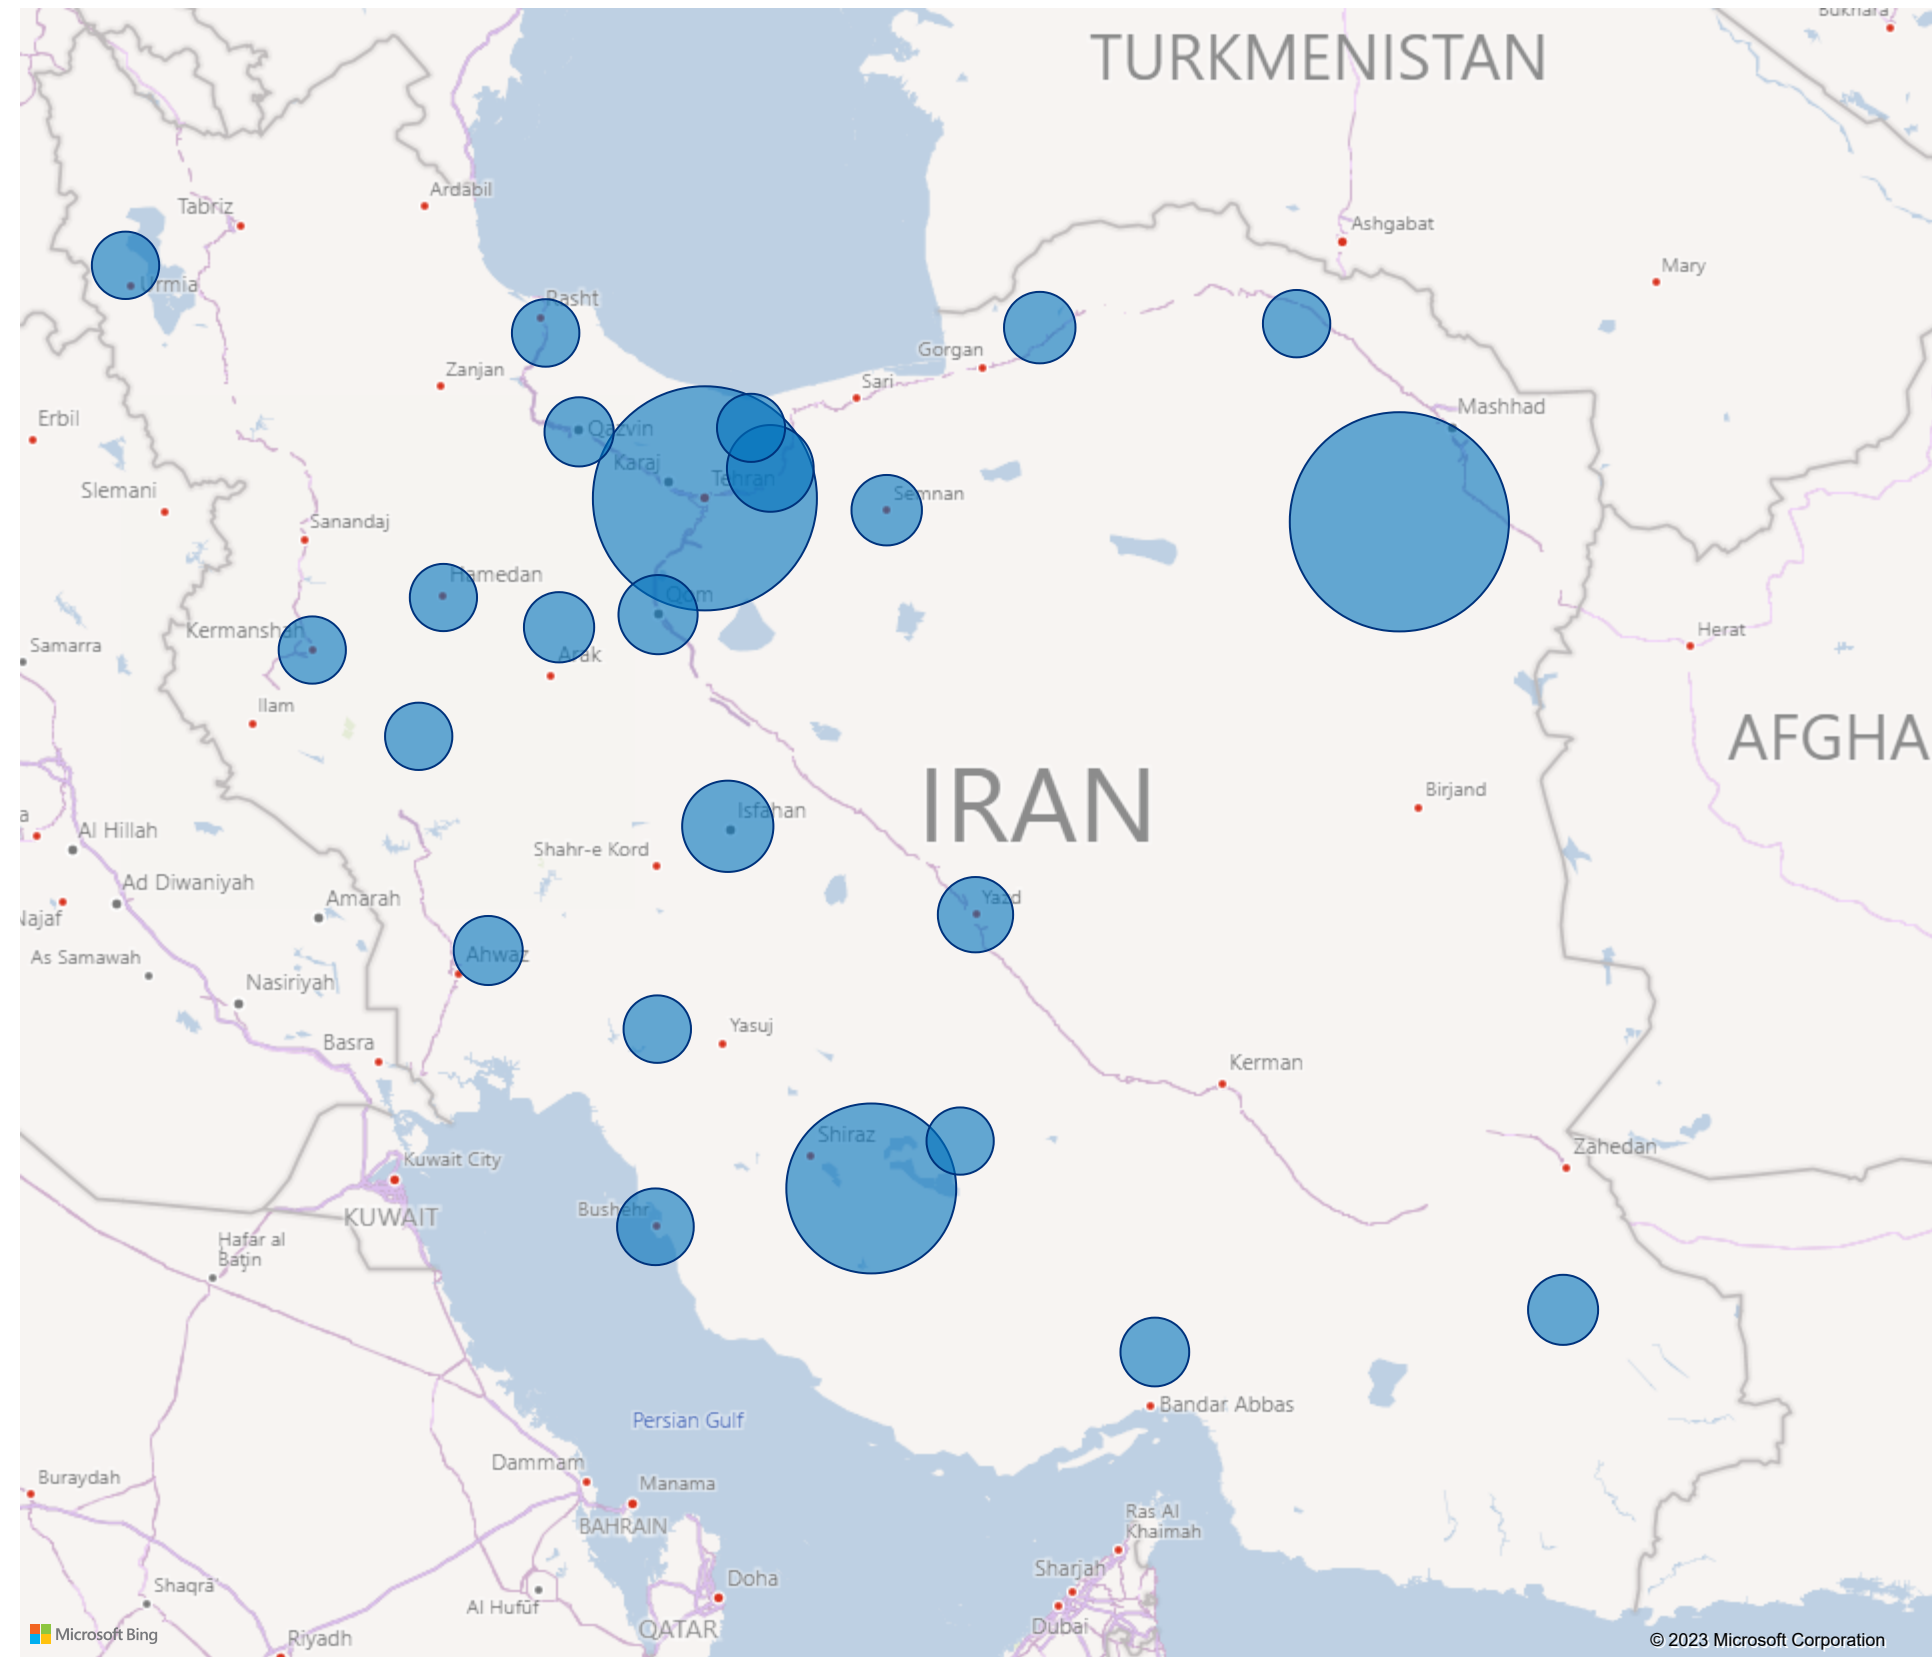 Bukhara
TURKMENISTAN
Ardabil
Tabriz
Ashgabat
Mary
Urmia
Rasht
Gorgan
Zanjan
Sari
Mashhad
Erbil
Qazvin
Karaj
Tehran
Slemani
Semnan
Sanandaj
Hamedan
Qom
Kermanshah
Herat
Samarra
Arak
Ilam
AFGHA
IRAN
Birjand
Isfahan
a
Al Hillah
Shahr-e Kord
Ad Diwaniyah
Amarah
Yazd
Najaf
As Samawah
Ahwaz
Nasiriyah
Yasuj
Basra
Kerman
Shiraz
Zahedan
Kuwait City
KUWAIT
Bushehr
Hafar al
Baţin
Bandar Abbas
Persian Gulf
Dammam
Buraydah
Manama
BAHRAIN
Ras Al
Khaimah
Sharjah
Doha
Shaqrā'
Al Hufūf
QATAR
Dubai
Microsoft Bing
Riyadh
© 2023 Microsoft Corporation